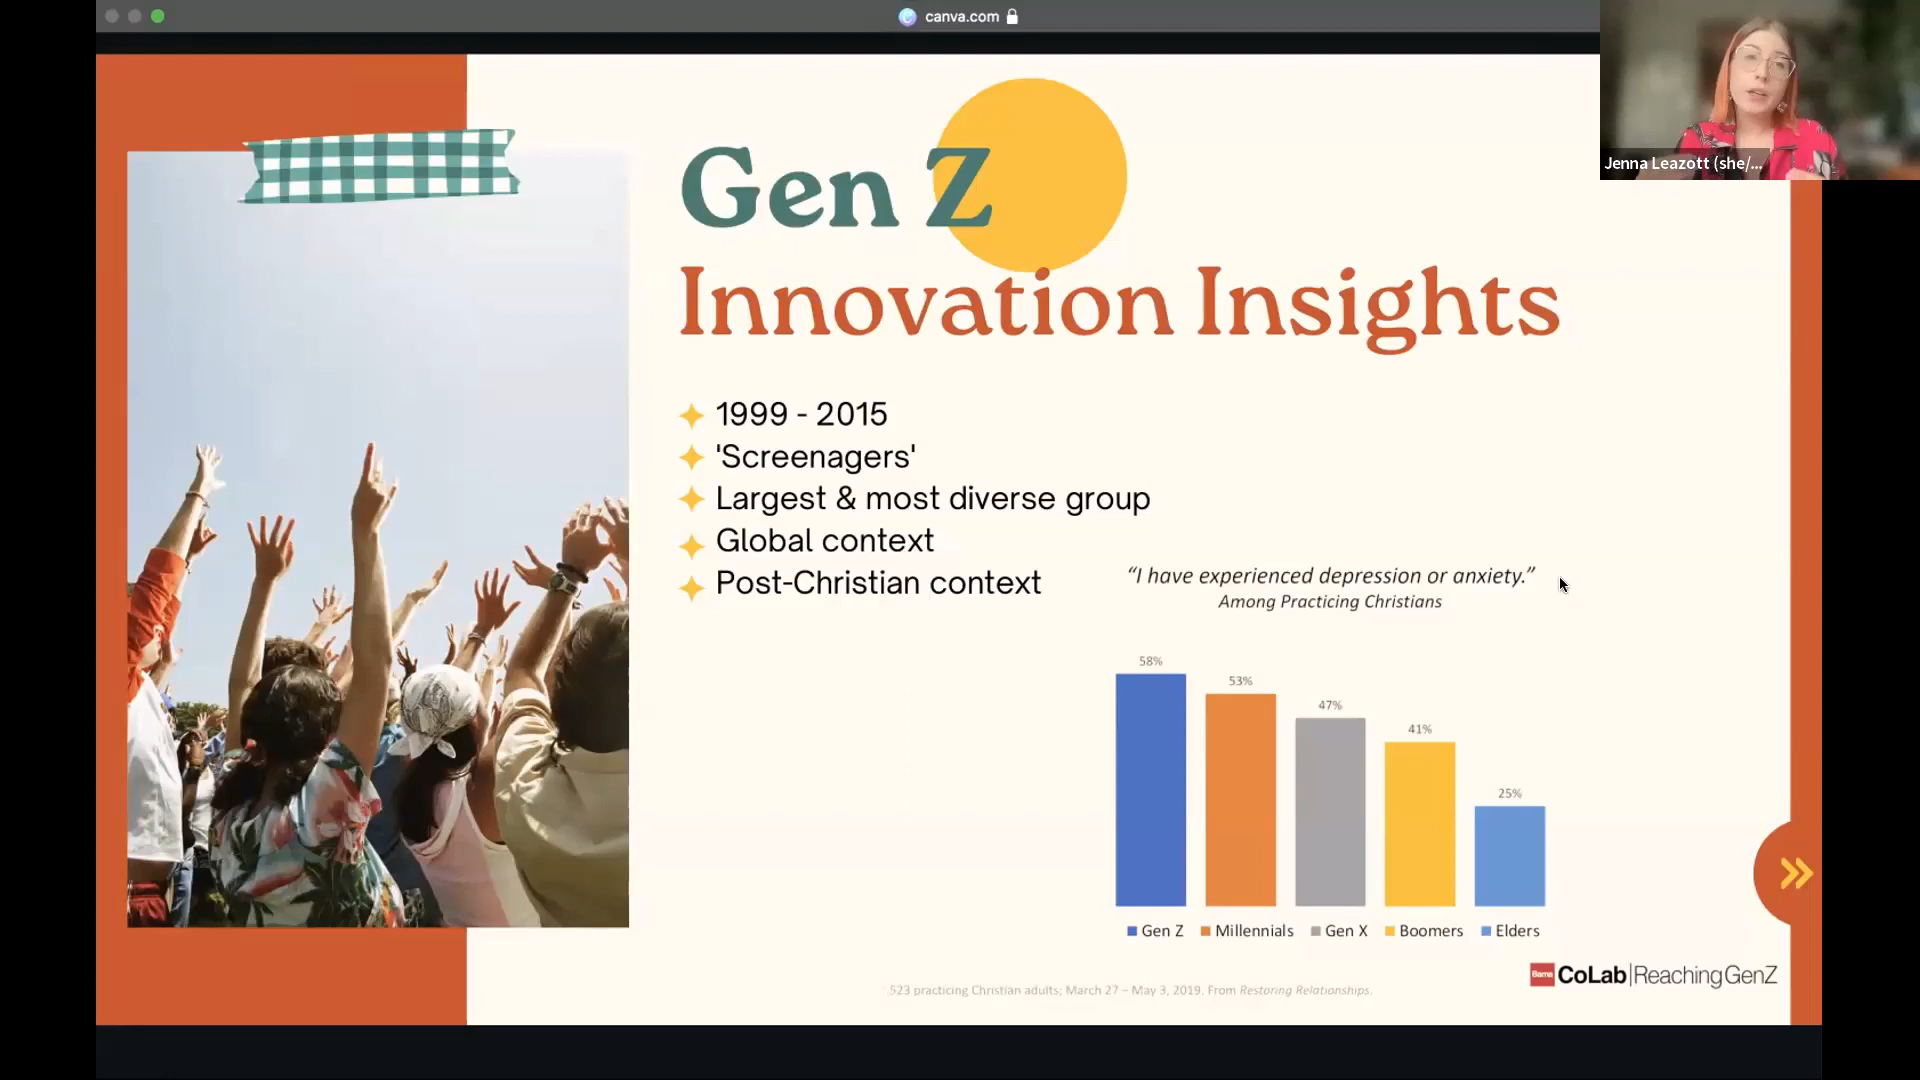 canva.com
Jenna Leazott (she/...
Gen Z
Innovation Insights
1999 - 2015
'Screenagers'
Largest & most diverse group
Global context
Post-Christian context
“I have experienced depression or anxiety.”
Among Practicing Christians
58%
53%
47%
41%
25%
Gen Z Millennials Gen X Boomers Elders
Barna CoLab|ReachingGenZ
523 practicing Christian adults; March 27 – May 3, 2019. From Restoring Relationships.